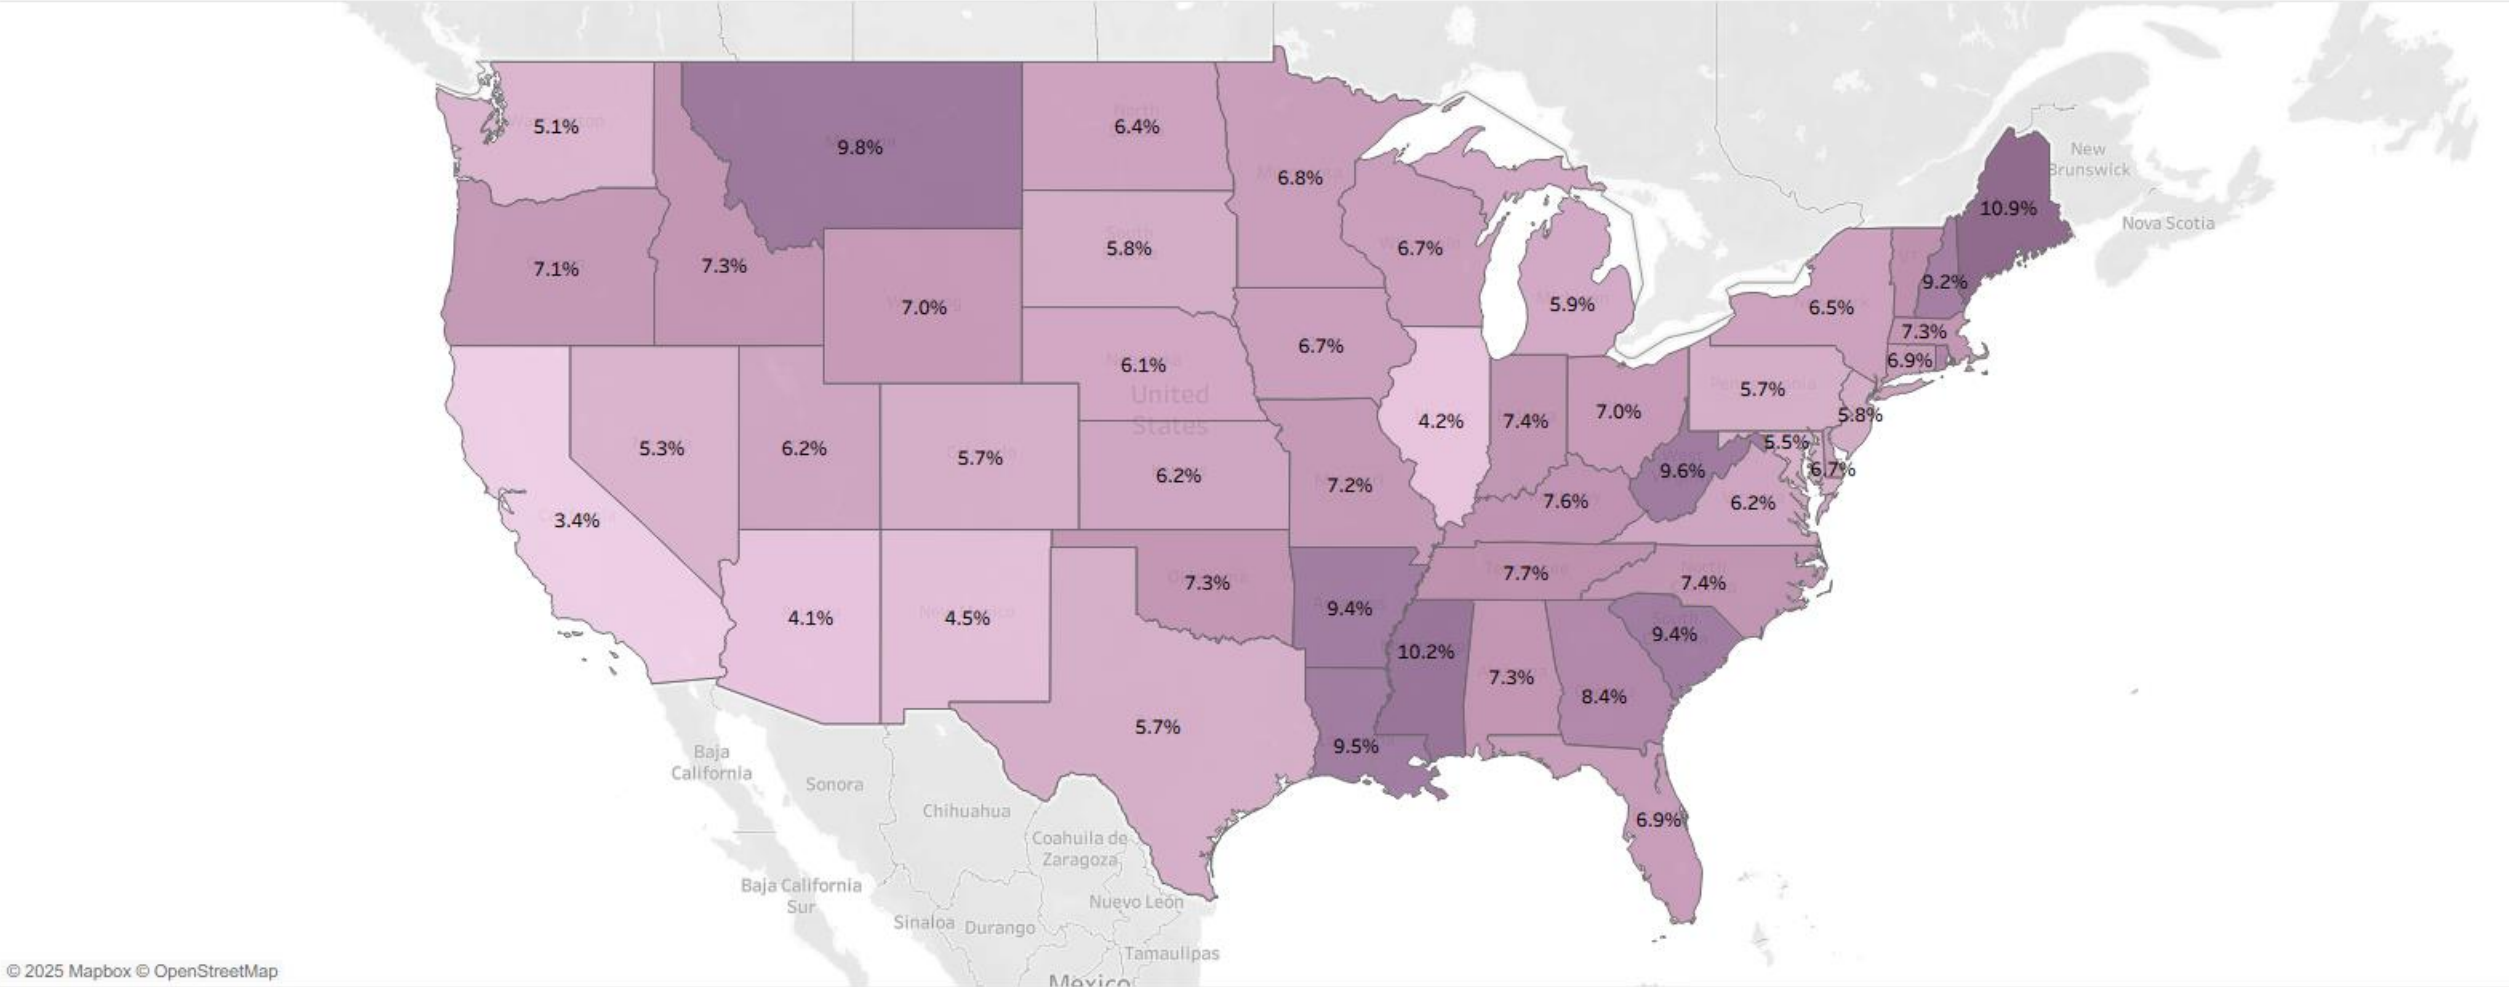 New
Brunswick
Nova Scotia
5.1%
9.8%
North
6.4%
6.8%
10.9%
7.1%
7.3%
7.0%
South
5.8%
6.7%
5.9%
6.5%
9.2%
7.3%
6.9%
6.1%
United
States
6.7%
5.7%
5.8%
5.3%
6.2%
5.7%
6.2%
7.2%
4.2%
7.4%
7.0%
9.6%
5.5%
6.7%
6.2%
3.4%
7.6%
4.1%
4.5%
7.3%
9.4%
7.7%
North
7.4%
5.7%
9.5%
10.2%
7.3%
8.4%
South
9.4%
6.9%
Baja
California
Sonora
Chihuahua
Coahuila de
Zaragoza
Baja California
Sur
Sinaloa
Durango
Nuevo León
Tamaulipas
Mexico
© 2025 Mapbox © OpenStreetMap